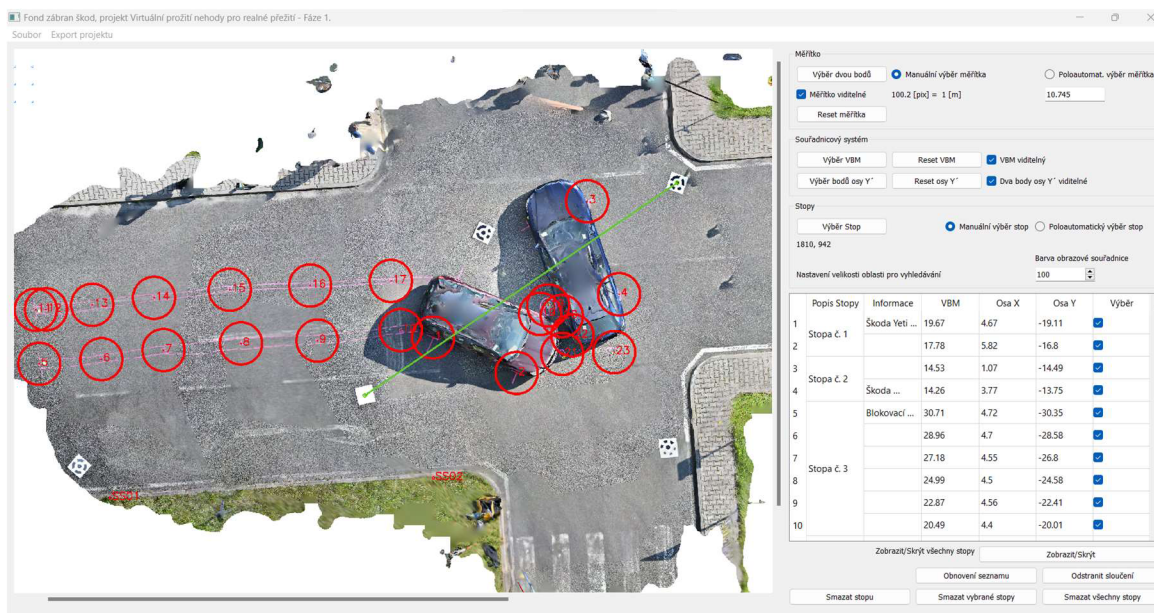 Fond zábran škod, projekt Virtuální prožití nehody pro realné přežití - Fáze 1.
Soubor Export projektu
Měřítko
Výběr dvou bodů Manuální výběr měřítka Poloautomat. výběr měřítka
Měřítko viditelné 100.2 [pix] = 1 [m] 10.745
Reset měřítka
Souřadnicový systém
Výběr VBM Reset VBM VBM viditelný
Výběr bodů osy Y´ Reset osy Y´ Dva body osy Y´ viditelné
Stopy
Výběr Stop Manuální výběr stop Poloautomatický výběr stop
1810, 942
Barva obrazové souřadnice
Nastavení velikosti oblasti pro vyhledávání 100
Popis Stopy Informace VBM Osa X Osa Y Výběr
1 Stopa č. 1 Škoda Yeti ... 19.67 4.67 -19.11
2 17.78 5.82 -16.8
3 Stopa č. 2 14.53 1.07 -14.49
4 Škoda ... 14.26 3.77 -13.75
5 Stopa č. 3 Blokovací ... 30.71 4.72 -30.35
6 28.96 4.7 -28.58
7 27.18 4.55 -26.8
8 24.99 4.5 -24.58
9 22.87 4.56 -22.41
10 20.49 4.4 -20.01
Zobrazit/Skrýt všechny stopy Zobrazit/Skrýt
Obnovení seznamu Odstranit sloučení
Smazat stopu Smazat vybrané stopy Smazat všechny stopy
3
4
5
6
7
8
9
13
14
15
16
17
23